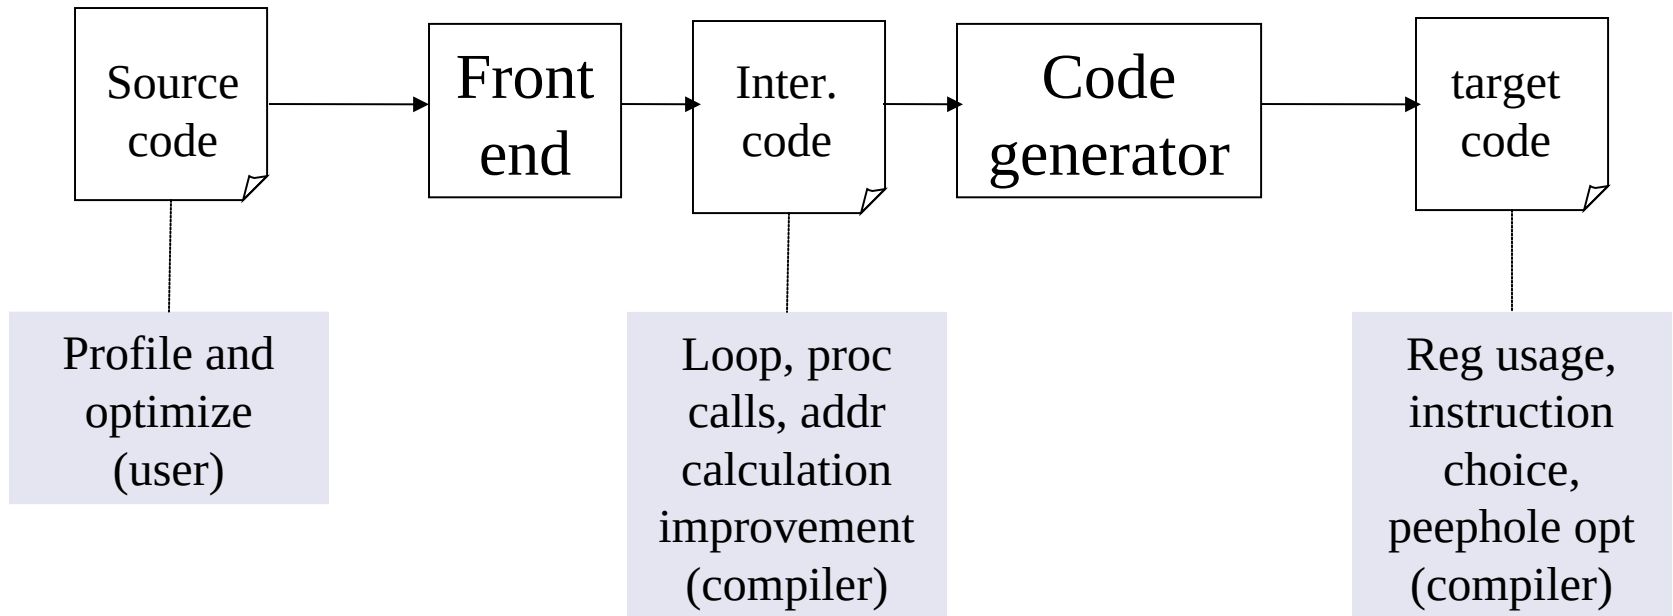 Source
code
Front
end
Inter.
code
Code
generator
target
code
Profile and
optimize
(user)
Loop, proc
calls, addr
calculation
improvement
(compiler)
Reg usage,
instruction
choice,
peephole opt
(compiler)